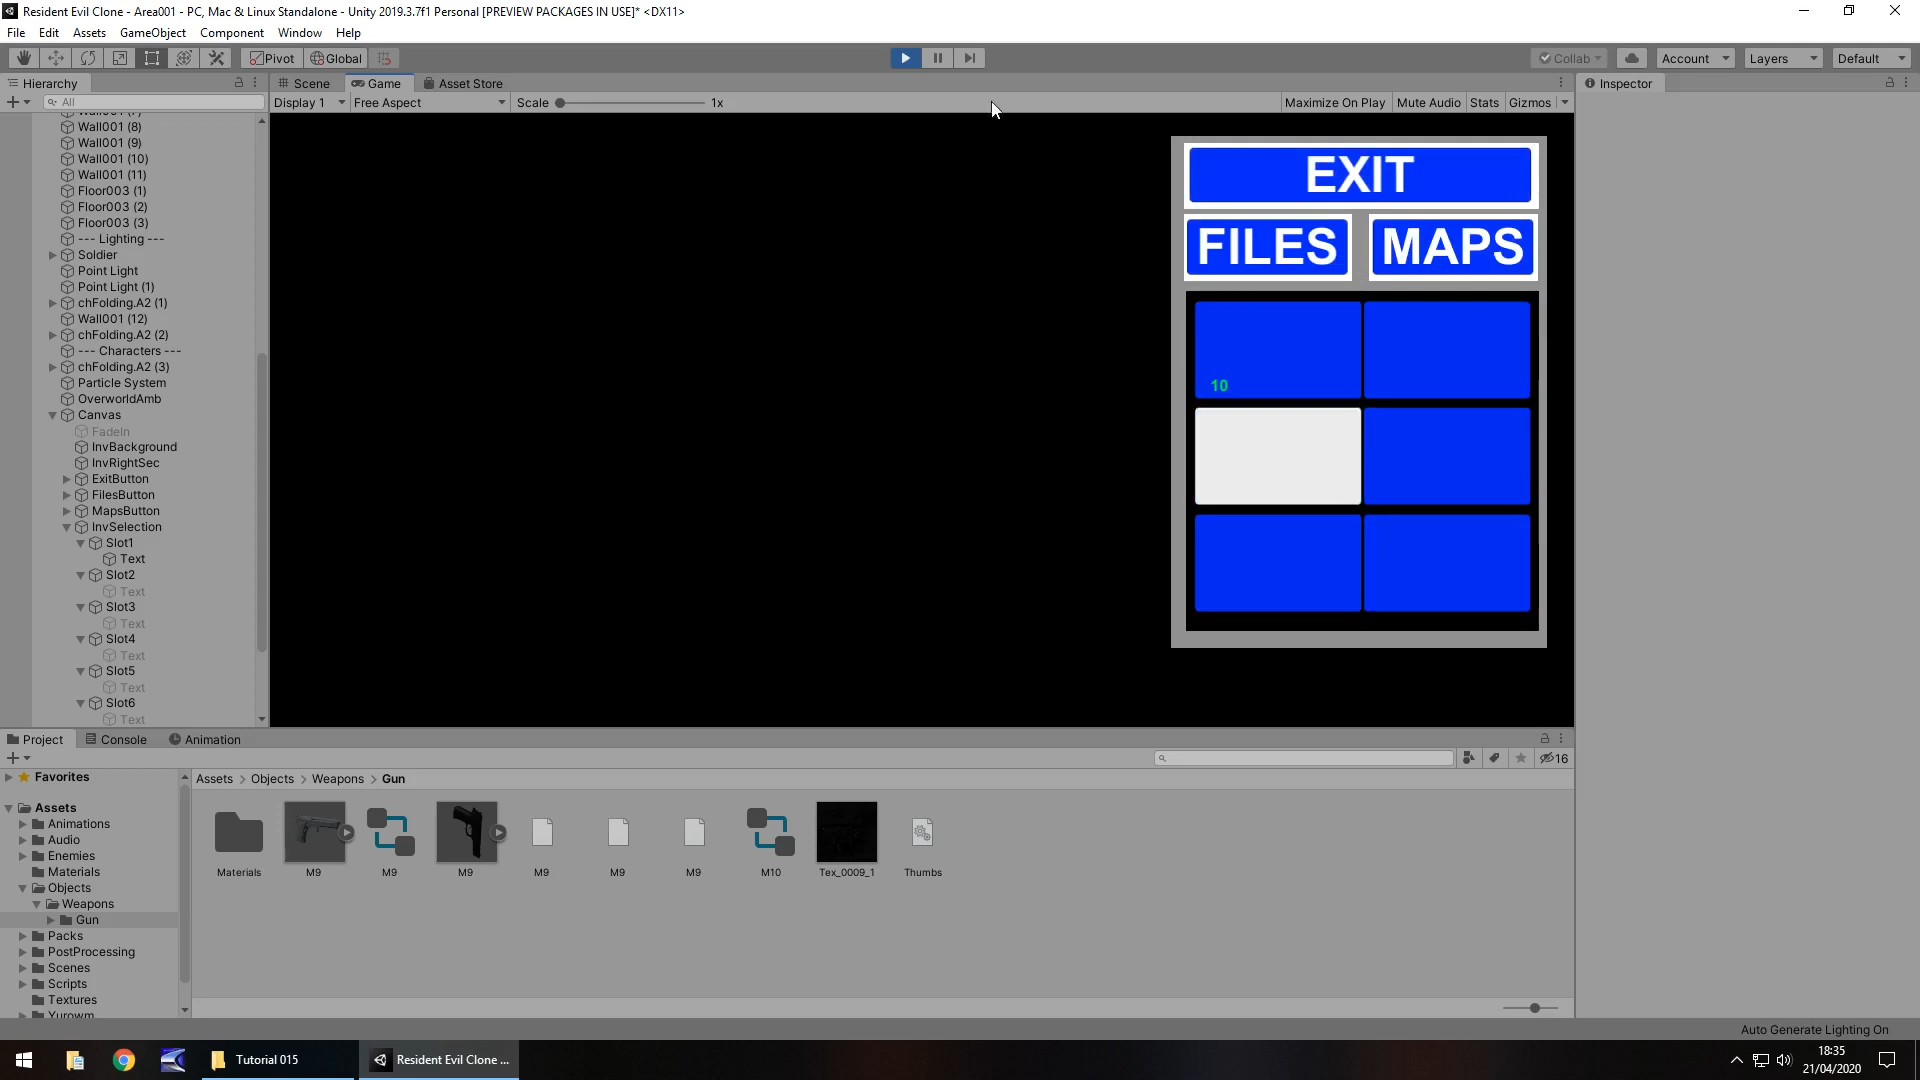 Resident Evil Clone - Area001 - PC, Mac & Linux Standalone - Unity 2019.3.7f1 Personal [PREVIEW PACKAGES IN USE]* <DX11>
File Edit Assets GameObject Component Window Help
Pivot Global Collab Account Layers Default
Hierarchy Scene Game Asset Store Inspector
All Display 1 Free Aspect Scale 1x Maximize On Play Mute Audio Stats Gizmos
Wall001 (8)
Wall001 (9)
Wall001 (10)
Wall001 (11)
Floor003 (1)
Floor003 (2)
Floor003 (3)
--- Lighting ---
Soldier
Point Light
Point Light (1)
chFolding.A2 (1)
Wall001 (12)
chFolding.A2 (2)
--- Characters ---
chFolding.A2 (3)
Particle System
OverworldAmb
Canvas
FadeIn
InvBackground
InvRightSec
ExitButton
FilesButton
MapsButton
InvSelection
Slot1
Text
Slot2
Text
Slot3
Text
Slot4
Text
Slot5
Text
Slot6
Text
EXIT
FILES MAPS
10
Project Console Animation
16
Favorites
Assets
Animations
Audio
Enemies
Materials
Objects
Weapons
Gun
Packs
PostProcessing
Scenes
Scripts
Textures
Yurowm
Assets > Objects > Weapons > Gun
Materials M9 M9 M9 M9 M9 M9 M10 Tex_0009_1 Thumbs
Auto Generate Lighting On
Tutorial 015 Resident Evil Clone ...
18:35
21/04/2020